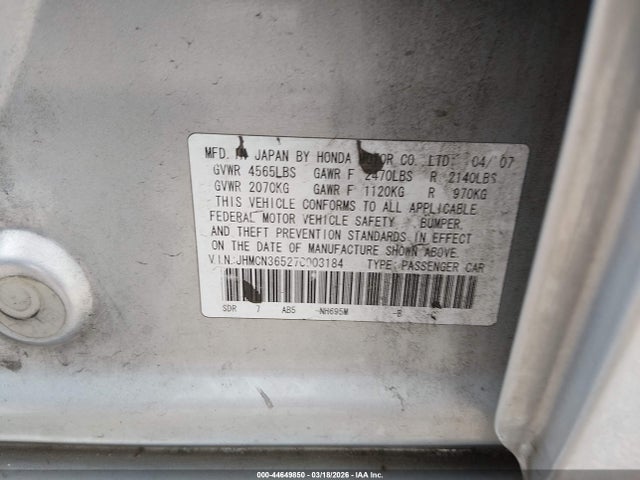 MFD. IN JAPAN BY HONDA MOTOR CO., LTD. 04/'07
GVWR 4565LBS GAWR F 2470LBS R 2140LBS
GVWR 2070KG GAWR F 1120KG R 970KG
THIS VEHICLE CONFORMS TO ALL APPLICABLE
FEDERAL MOTOR VEHICLE SAFETY, BUMPER,
AND THEFT PREVENTION STANDARDS IN EFFECT
ON THE DATE OF MANUFACTURE SHOWN ABOVE.
V.I.N.:JHMCN36527C003184 TYPE: PASSENGER CAR
SDR 7 AB5 -NH695M -B
000-44649850 | 03/18/2026 - IAA Inc.